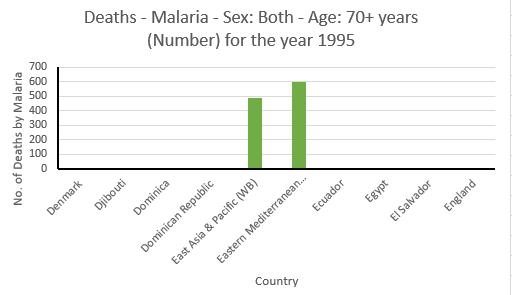 Deaths - Malaria - Sex: Both - Age: 70+ years
(Number) for the year 1995
No. of Deaths by Malaria
700
600
500
400
300
200
100
0
Denmark
Djibouti
Dominica
Dominican Republic
East Asia & Pacific (WB)
Eastern Mediterranean...
Ecuador
Egypt
El Salvador
England
Country